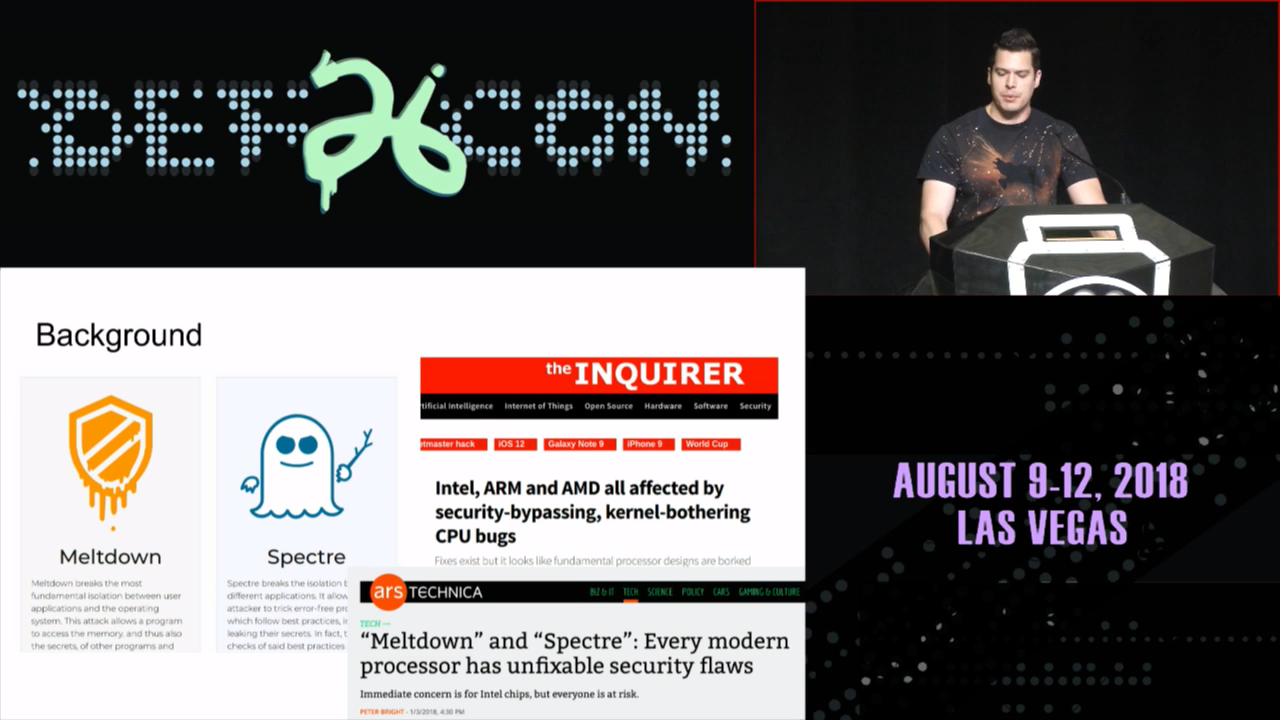 DEF 26 CON
AUGUST 9-12, 2018
LAS VEGAS
Background
Meltdown
Meltdown breaks the most
fundamental isolation between user
applications and the operating
system. This attack allows a program
to access the memory, and thus also
the secrets, of other programs and
Spectre
Spectre breaks the isolation b
different applications. It allow
attacker to trick error-free pr
which follow best practices, i
leaking their secrets. In fact, t
checks of said best practices
the INQUIRER
tificial Intelligence Internet of Things Open Source Hardware Software Security
etmaster hack iOS 12 Galaxy Note 9 iPhone 9 World Cup
Intel, ARM and AMD all affected by
security-bypassing, kernel-bothering
CPU bugs
Fixes exist but it looks like fundamental processor designs are borked
ars TECHNICA BIZ & IT TECH SCIENCE POLICY CARS GAMING & CULTURE
TECH —
“Meltdown” and “Spectre”: Every modern
processor has unfixable security flaws
Immediate concern is for Intel chips, but everyone is at risk.
PETER BRIGHT - 1/3/2018, 4:30 PM